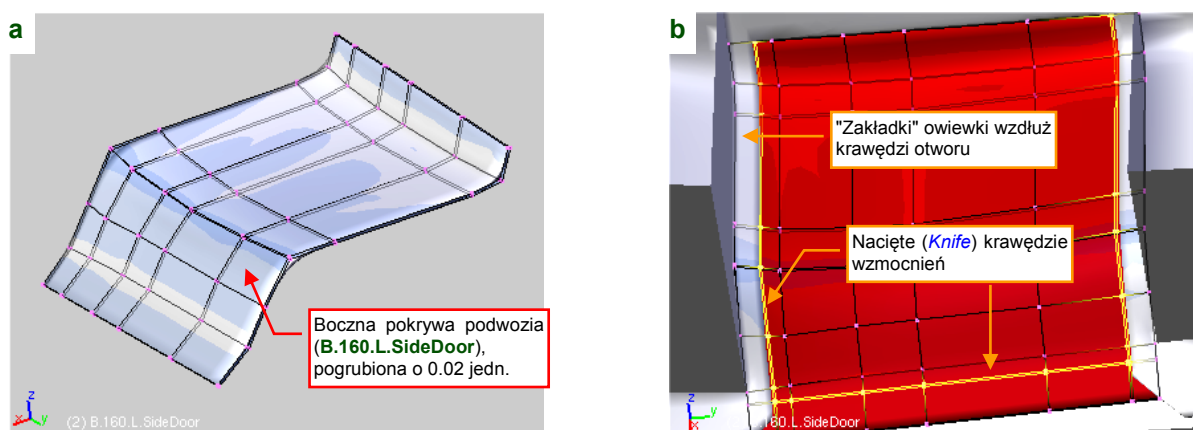 a
Boczna pokrywa podwozia
(B.160.L.SideDoor),
pogrubiona o 0.02 jedn.
z
x
y
(2) B.160.L.SideDoor
b
"Zakładki" owiewki wzdłuż
krawędzi otworu
Nacięte (Knife) krawędzie
wzmocnień
z
y
60.L.SideDoor